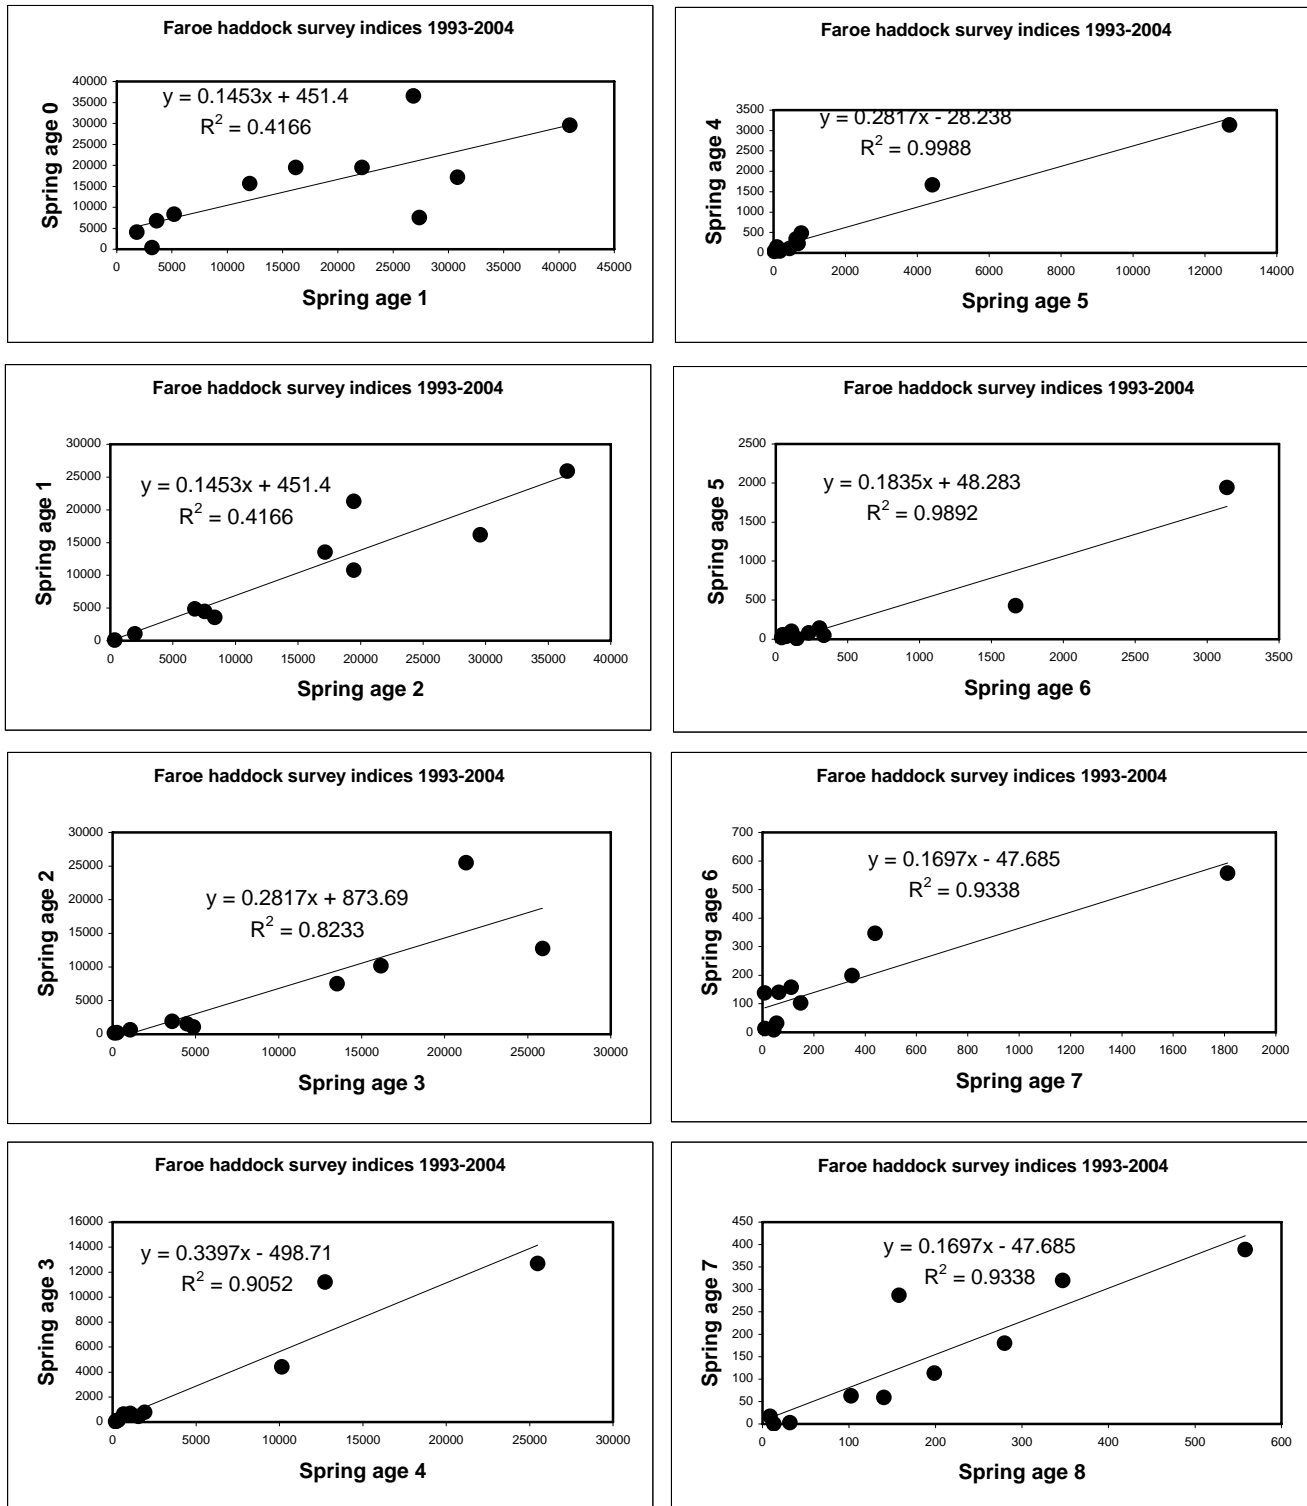 Faroe haddock survey indices 1993-2004
Spring age 0
40000
35000
30000
25000
20000
15000
10000
5000
0
y = 0.1453x + 451.4
R² = 0.4166
0 5000 10000 15000 20000 25000 30000 35000 40000 45000
Spring age 1
Faroe haddock survey indices 1993-2004
Spring age 4
3500
3000
2500
2000
1500
1000
500
0
y = 0.2817x - 28.238
R² = 0.9988
0 2000 4000 6000 8000 10000 12000 14000
Spring age 5
Faroe haddock survey indices 1993-2004
Spring age 1
30000
25000
20000
15000
10000
5000
0
y = 0.1453x + 451.4
R² = 0.4166
0 5000 10000 15000 20000 25000 30000 35000 40000
Spring age 2
Faroe haddock survey indices 1993-2004
Spring age 5
2500
2000
1500
1000
500
0
y = 0.1835x + 48.283
R² = 0.9892
0 500 1000 1500 2000 2500 3000 3500
Spring age 6
Faroe haddock survey indices 1993-2004
Spring age 2
30000
25000
20000
15000
10000
5000
0
y = 0.2817x + 873.69
R² = 0.8233
0 5000 10000 15000 20000 25000 30000
Spring age 3
Faroe haddock survey indices 1993-2004
Spring age 6
700
600
500
400
300
200
100
0
y = 0.1697x - 47.685
R² = 0.9338
0 200 400 600 800 1000 1200 1400 1600 1800 2000
Spring age 7
Faroe haddock survey indices 1993-2004
Spring age 3
16000
14000
12000
10000
8000
6000
4000
2000
0
y = 0.3397x - 498.71
R² = 0.9052
0 5000 10000 15000 20000 25000 30000
Spring age 4
Faroe haddock survey indices 1993-2004
Spring age 7
450
400
350
300
250
200
150
100
50
0
y = 0.1697x - 47.685
R² = 0.9338
0 100 200 300 400 500 600
Spring age 8